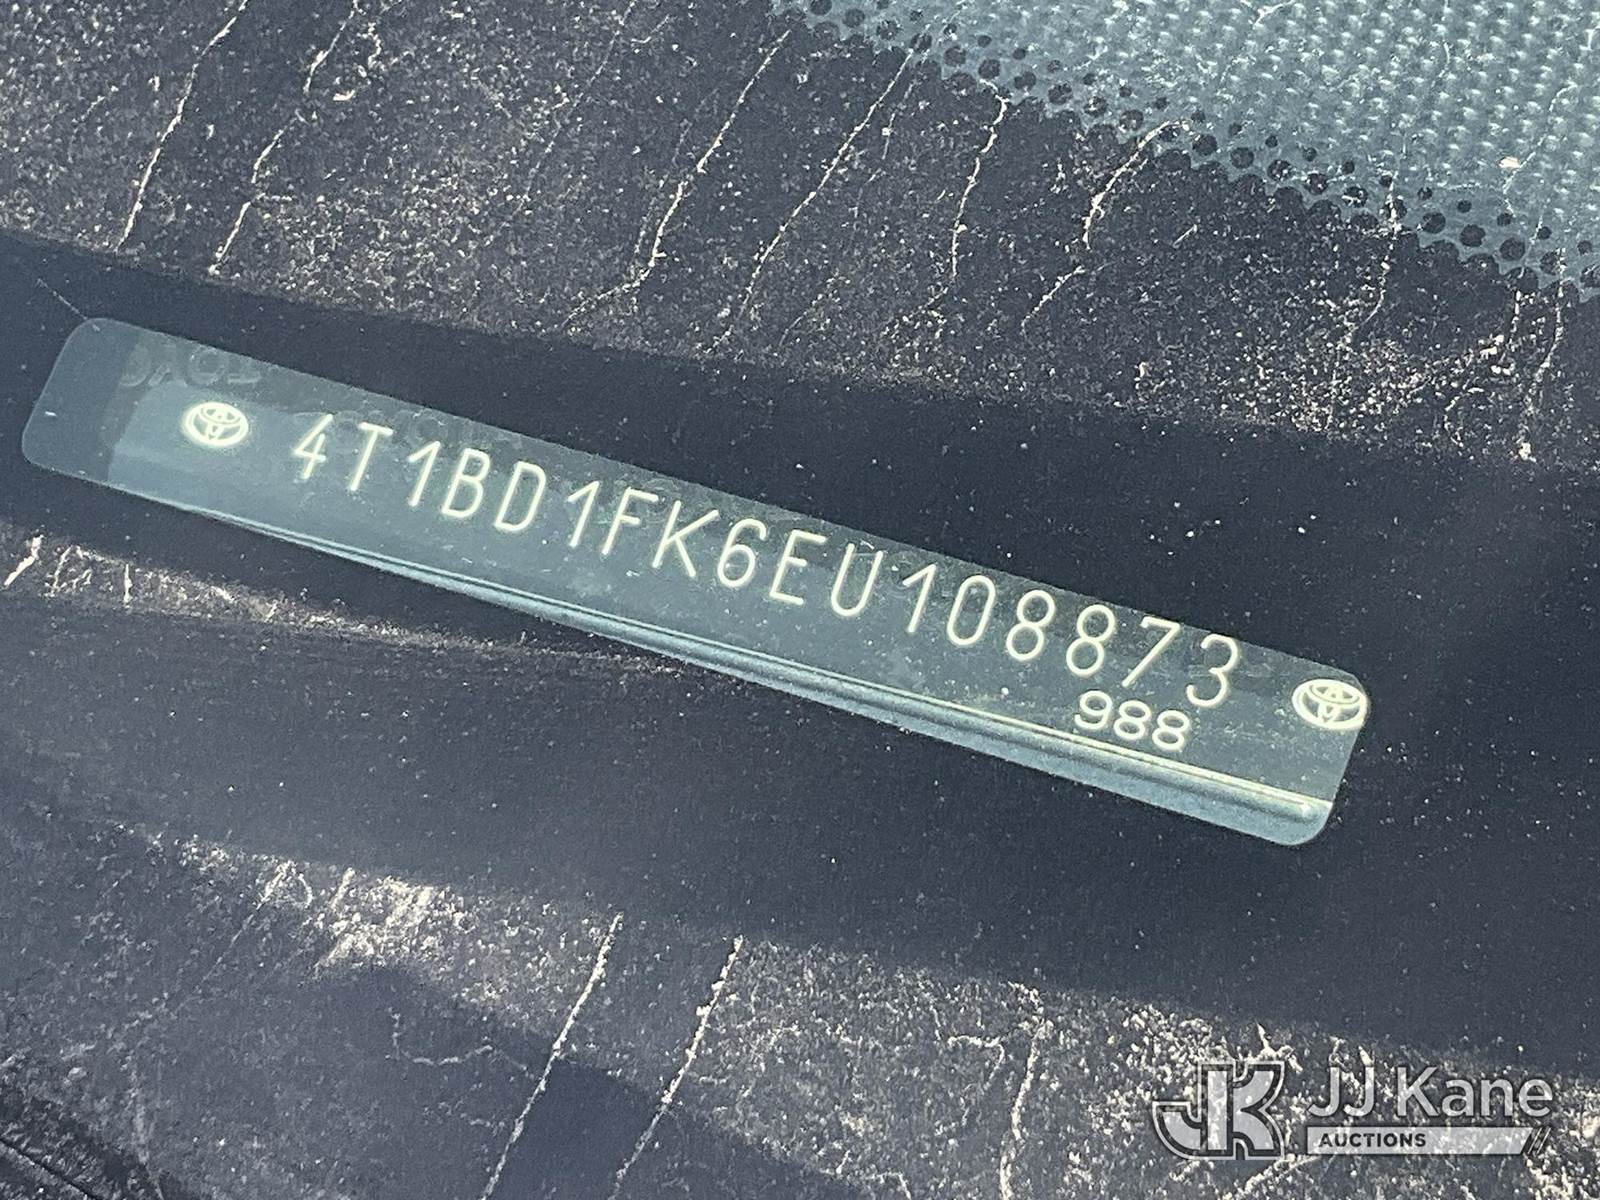 4T1BD1FK6EU108873
988
JJ Kane
AUCTIONS